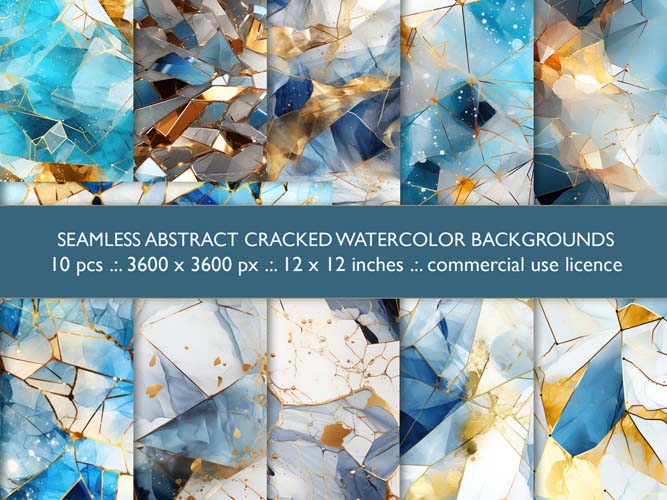 SEAMLESS ABSTRACT CRACKED WATERCOLOR BACKGROUNDS
10 pcs .:. 3600 x 3600 px .:. 12 x 12 inches .:. commercial use licence